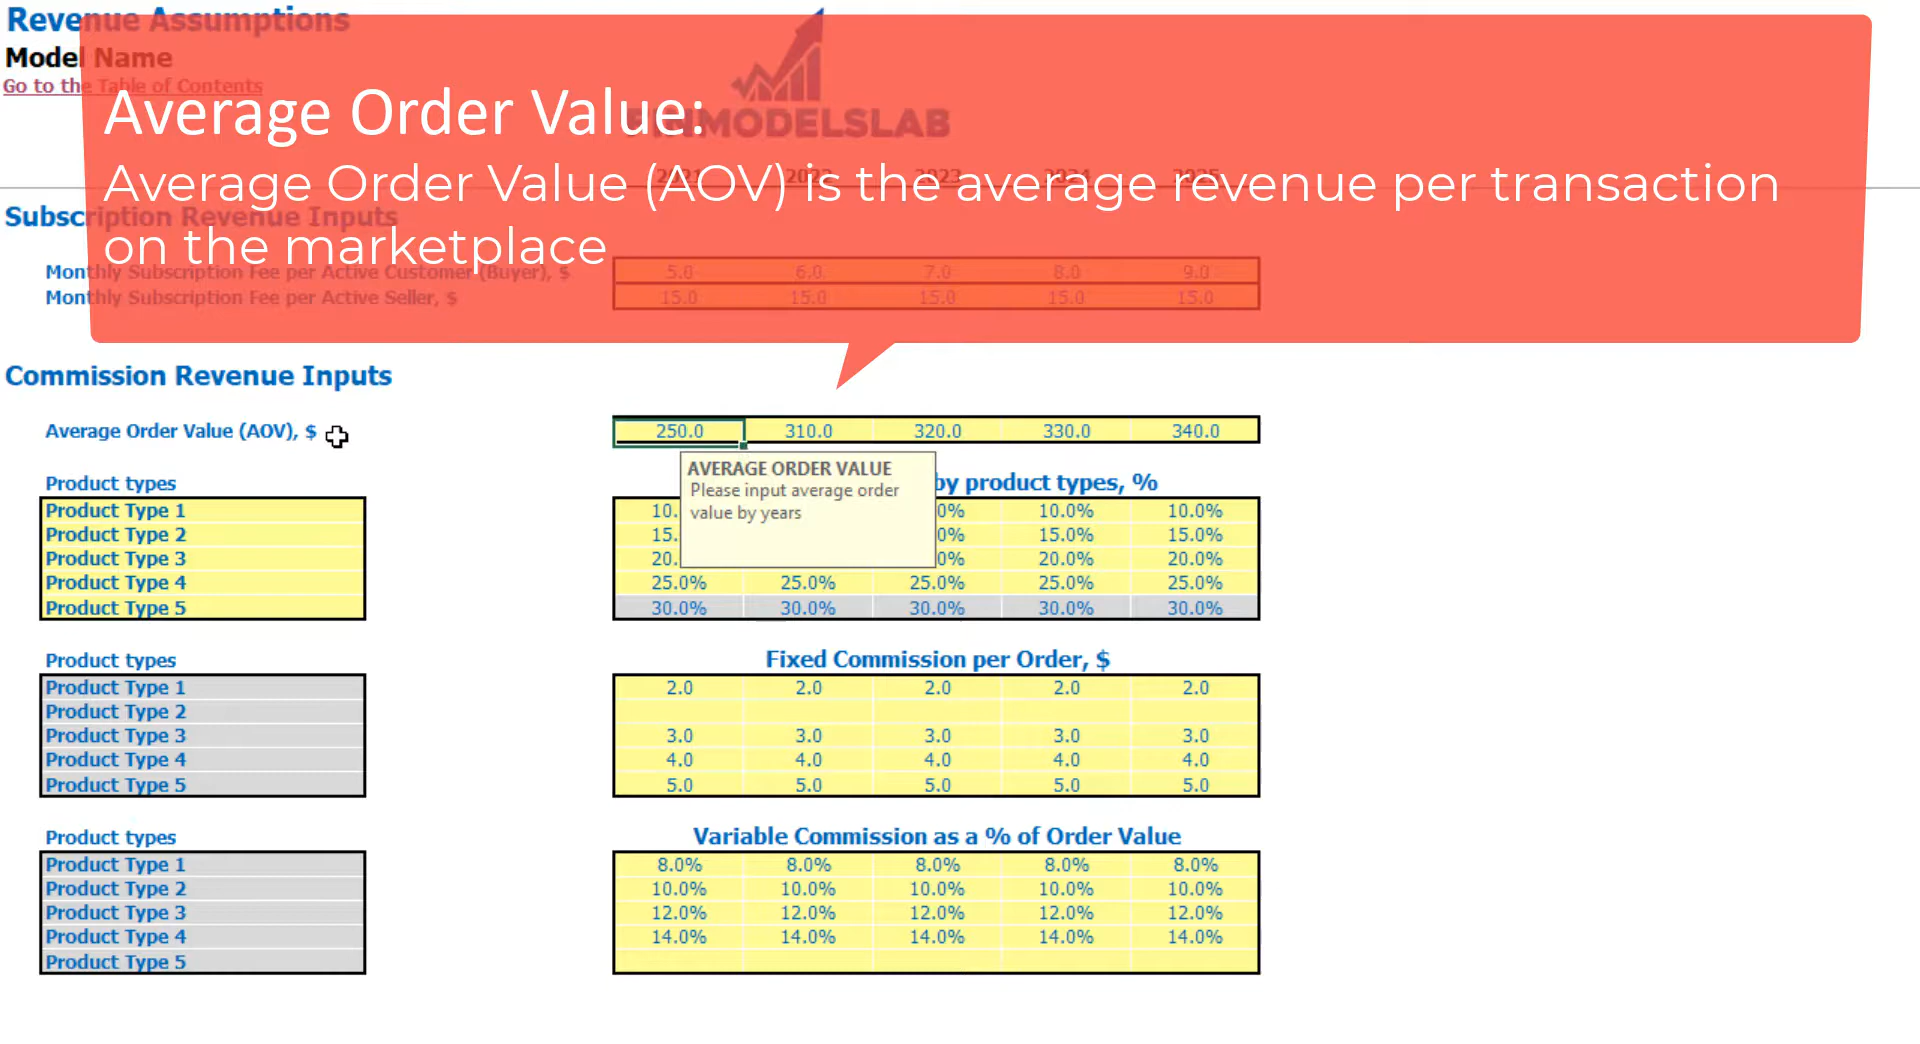 Revenue Assumptions
Model Name
Go to the Table of Contents
FINMODELSLAB
Average Order Value:
Average Order Value (AOV) is the average revenue per transaction
on the marketplace
2021 2022 2023 2024 2025
Subscription Revenue Inputs
Monthly Subscription Fee per Active Customer (Buyer), $ 5.0 6.0 7.0 8.0 9.0
Monthly Subscription Fee per Active Seller, $ 15.0 15.0 15.0 15.0 15.0
Commission Revenue Inputs
Average Order Value (AOV), $ 250.0 310.0 320.0 330.0 340.0
AVERAGE ORDER VALUE
Please input average order
value by years
Product types by product types, %
Product Type 1 10. 0% 10.0% 10.0%
Product Type 2 15. 0% 15.0% 15.0%
Product Type 3 20. 0% 20.0% 20.0%
Product Type 4 25.0% 25.0% 25.0% 25.0% 25.0%
Product Type 5 30.0% 30.0% 30.0% 30.0% 30.0%
Product types Fixed Commission per Order, $
Product Type 1 2.0 2.0 2.0 2.0 2.0
Product Type 2
Product Type 3 3.0 3.0 3.0 3.0 3.0
Product Type 4 4.0 4.0 4.0 4.0 4.0
Product Type 5 5.0 5.0 5.0 5.0 5.0
Product types Variable Commission as a % of Order Value
Product Type 1 8.0% 8.0% 8.0% 8.0% 8.0%
Product Type 2 10.0% 10.0% 10.0% 10.0% 10.0%
Product Type 3 12.0% 12.0% 12.0% 12.0% 12.0%
Product Type 4 14.0% 14.0% 14.0% 14.0% 14.0%
Product Type 5